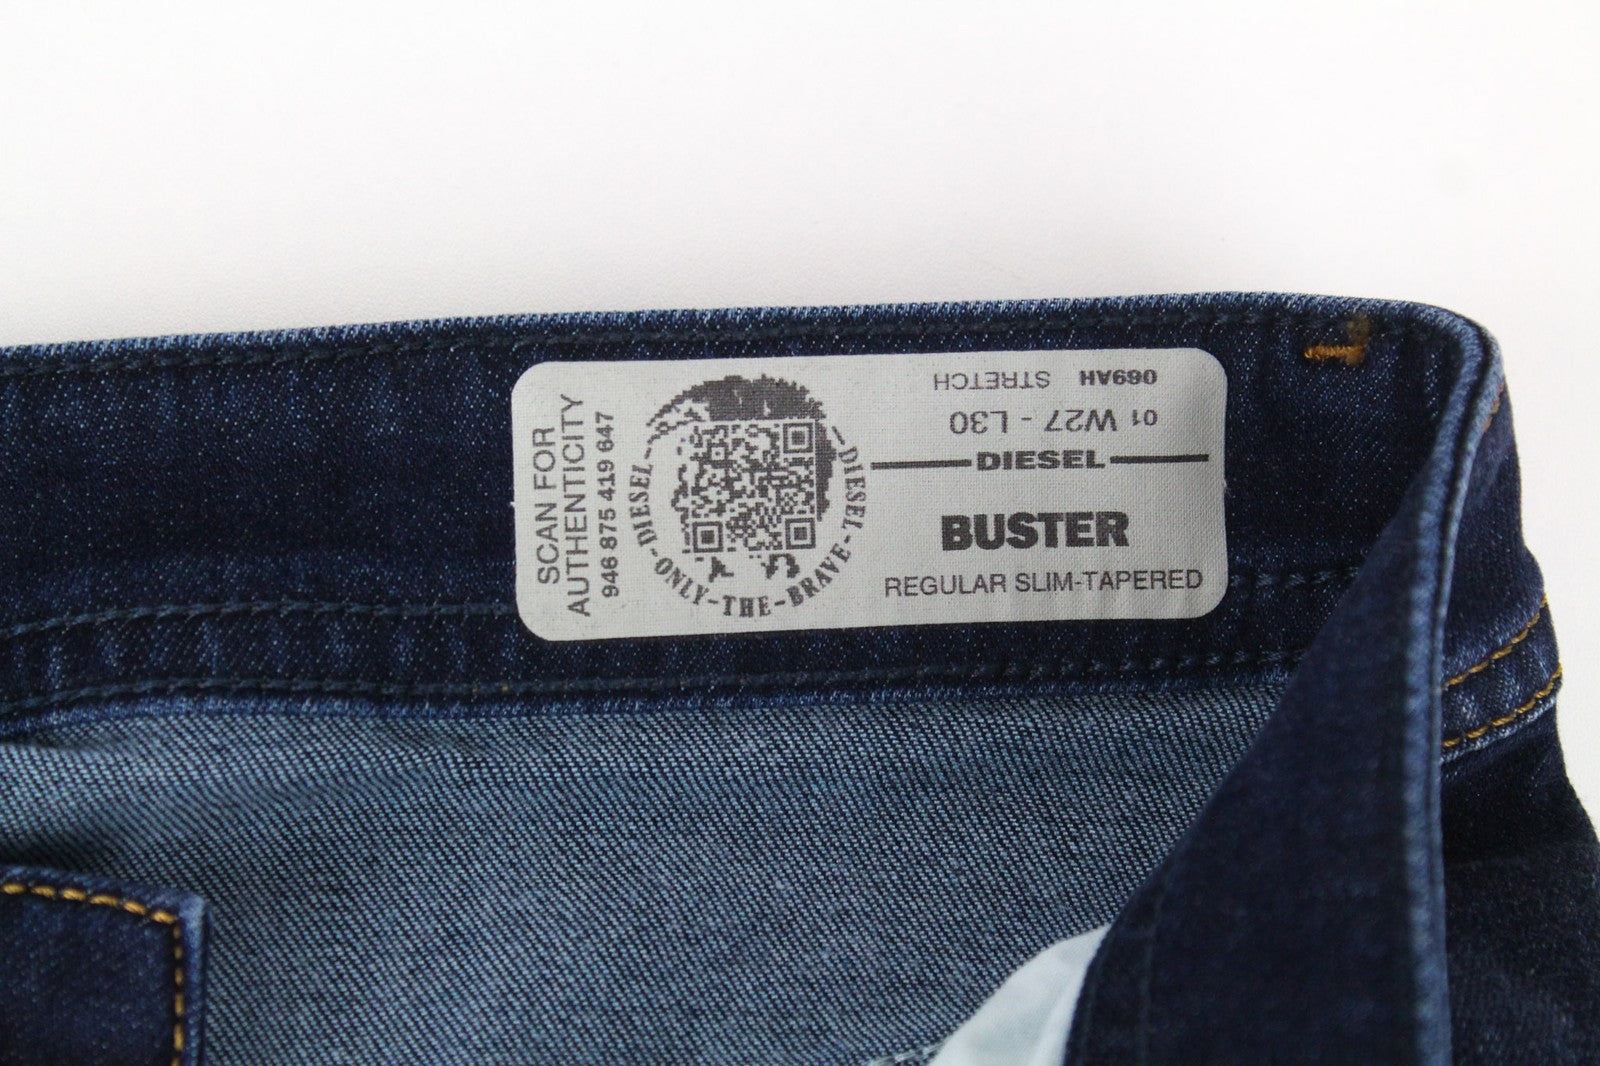 SCAN FOR
AUTHENTICITY
946 875 419 647
DIESEL-ONLY-THE-BRAVE-DIESEL
069AH STRETCH
01 W27 - L30
DIESEL
BUSTER
REGULAR SLIM-TAPERED